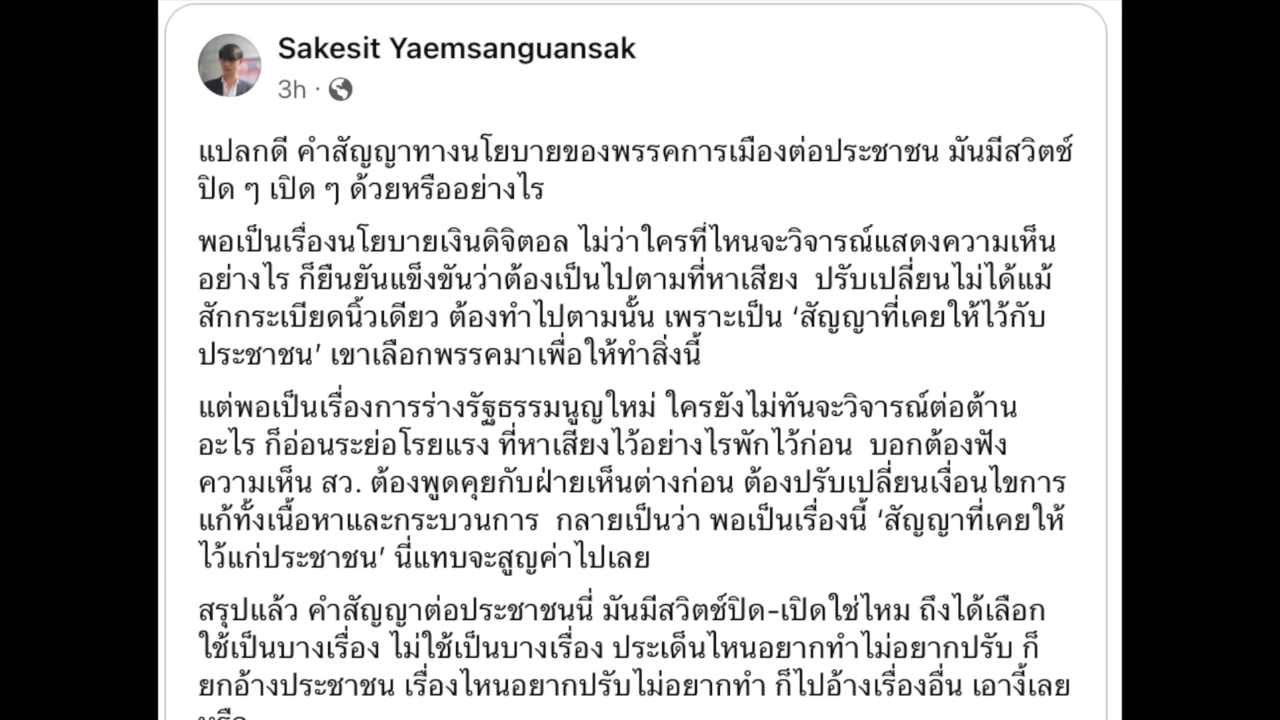 Sakesit Yaemsanguansak
3h ·
แปลกดี คำสัญญาทางนโยบายของพรรคการเมืองต่อประชาชน มันมีสวิตช์
ปิด ๆ เปิด ๆ ด้วยหรืออย่างไร
พอเป็นเรื่องนโยบายเงินดิจิตอล ไม่ว่าใครที่ไหนจะวิจารณ์แสดงความเห็น
อย่างไร ก็ยืนยันแข็งขันว่าต้องเป็นไปตามที่หาเสียง ปรับเปลี่ยนไม่ได้แม้
สักกระเบียดนิ้วเดียว ต้องทำไปตามนั้น เพราะเป็น ‘สัญญาที่เคยให้ไว้กับ
ประชาชน’ เขาเลือกพรรคมาเพื่อให้ทำสิ่งนี้
แต่พอเป็นเรื่องการร่างรัฐธรรมนูญใหม่ ใครยังไม่ทันจะวิจารณ์ต่อต้าน
อะไร ก็อ่อนระย่อโรยแรง ที่หาเสียงไว้อย่างไรพักไว้ก่อน บอกต้องฟัง
ความเห็น สว. ต้องพูดคุยกับฝ่ายเห็นต่างก่อน ต้องปรับเปลี่ยนเงื่อนไขการ
แก้ทั้งเนื้อหาและกระบวนการ กลายเป็นว่า พอเป็นเรื่องนี้ ‘สัญญาที่เคยให้
ไว้แก่ประชาชน’ นี่แทบจะสูญค่าไปเลย
สรุปแล้ว คำสัญญาต่อประชาชนนี่ มันมีสวิตช์ปิด-เปิดใช่ไหม ถึงได้เลือก
ใช้เป็นบางเรื่อง ไม่ใช้เป็นบางเรื่อง ประเด็นไหนอยากทำไม่อยากปรับ ก็
ยกอ้างประชาชน เรื่องไหนอยากปรับไม่อยากทำ ก็ไปอ้างเรื่องอื่น เอางี้เลย